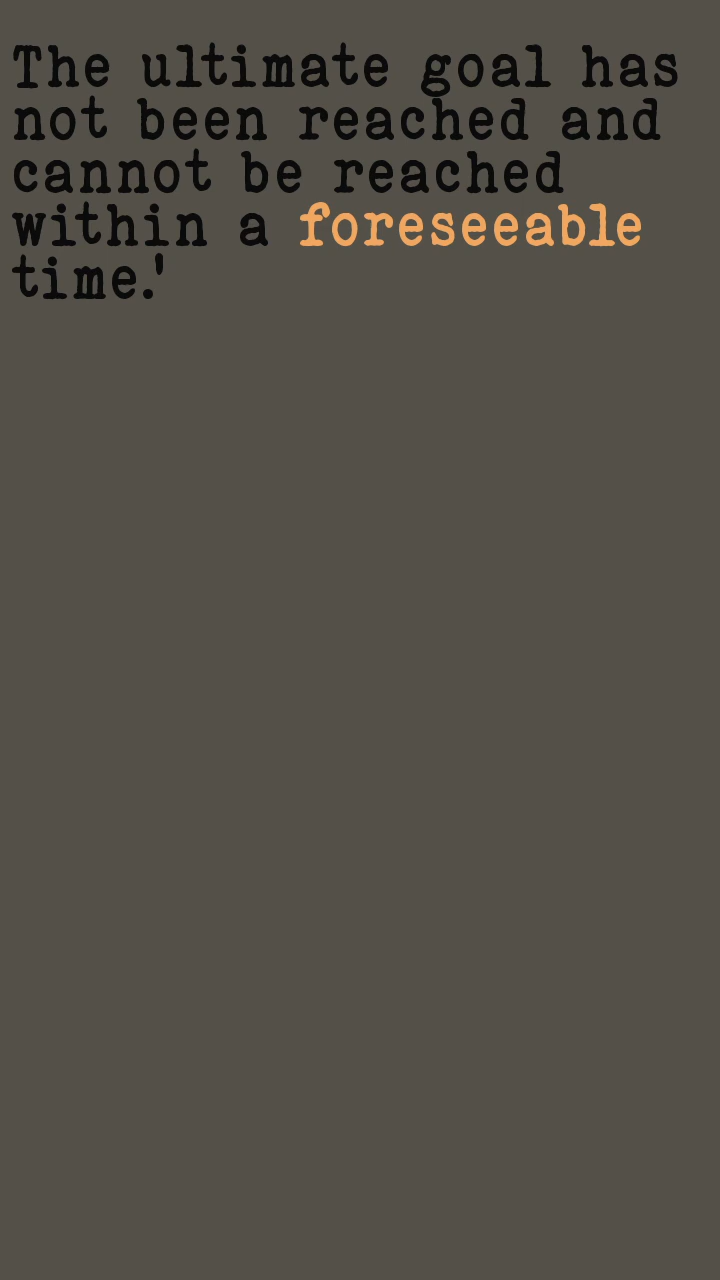 The ultimate goal has
not been reached and
cannot be reached
within a foreseeable
time.'